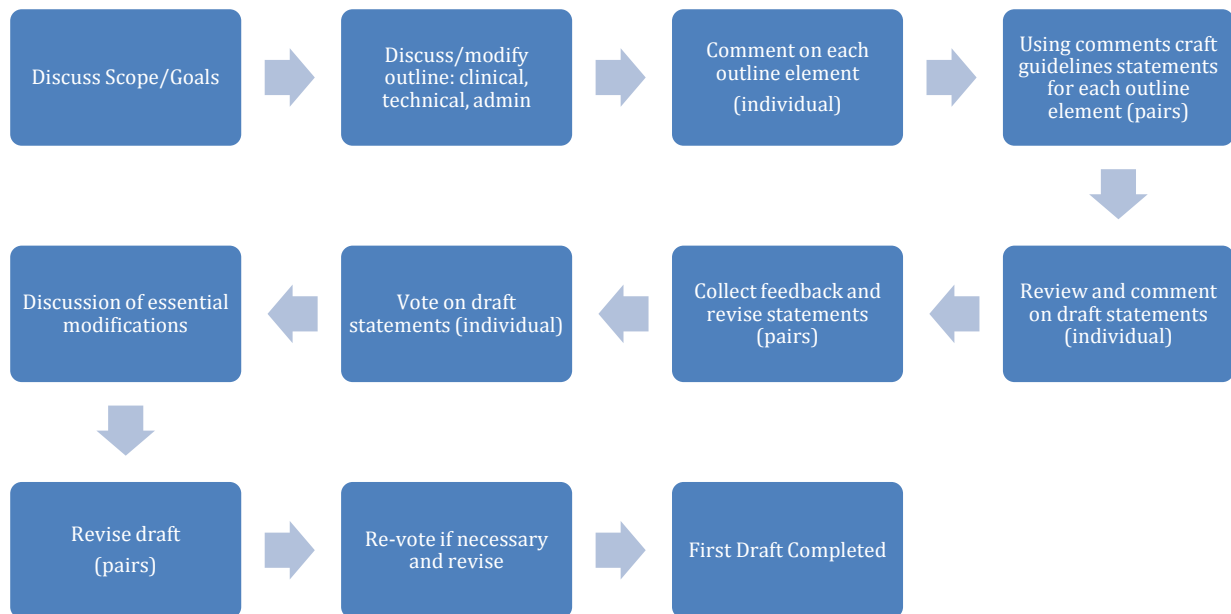 Discuss Scope/Goals
Discuss/modify
outline: clinical,
technical, admin
Comment on each
outline element
(individual)
Using comments craft
guidelines statements
for each outline
element (pairs)
Discussion of essential
modifications
Vote on draft
statements (individual)
Collect feedback and
revise statements
(pairs)
Review and comment
on draft statements
(individual)
Revise draft
(pairs)
Re-vote if necessary
and revise
First Draft Completed